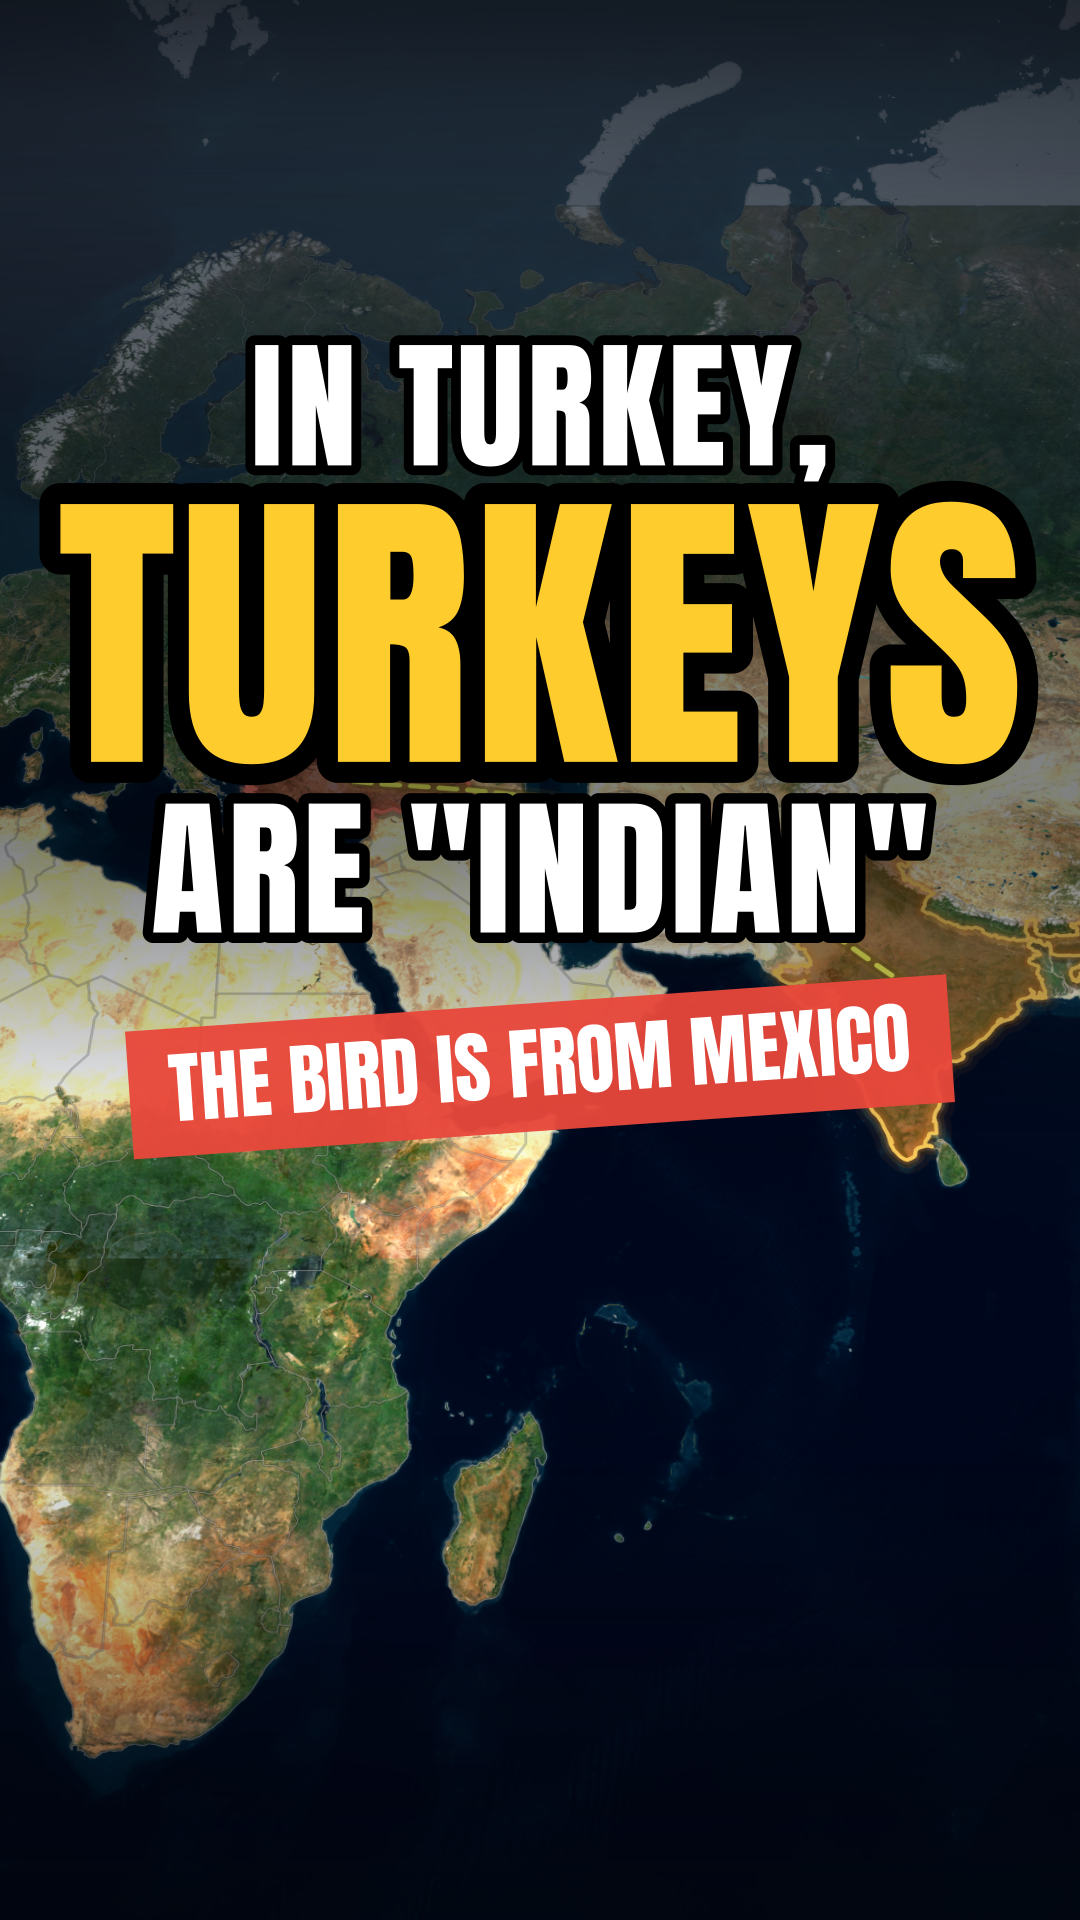 IN TURKEY,
TURKEYS
ARE "INDIAN"
THE BIRD IS FROM MEXICO